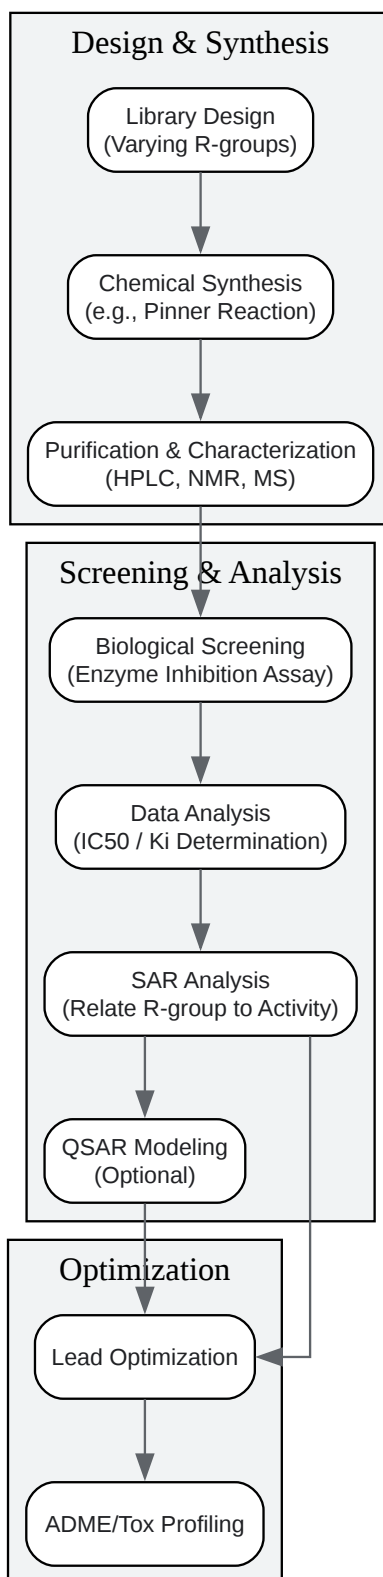 Design & Synthesis
Library Design
(Varying R-groups)
Chemical Synthesis
(e.g., Pinner Reaction)
Purification & Characterization
(HPLC, NMR, MS)
Screening & Analysis
Biological Screening
(Enzyme Inhibition Assay)
Data Analysis
(IC50 / Ki Determination)
SAR Analysis
(Relate R-group to Activity)
QSAR Modeling
(Optional)
Optimization
Lead Optimization
ADME/Tox Profiling